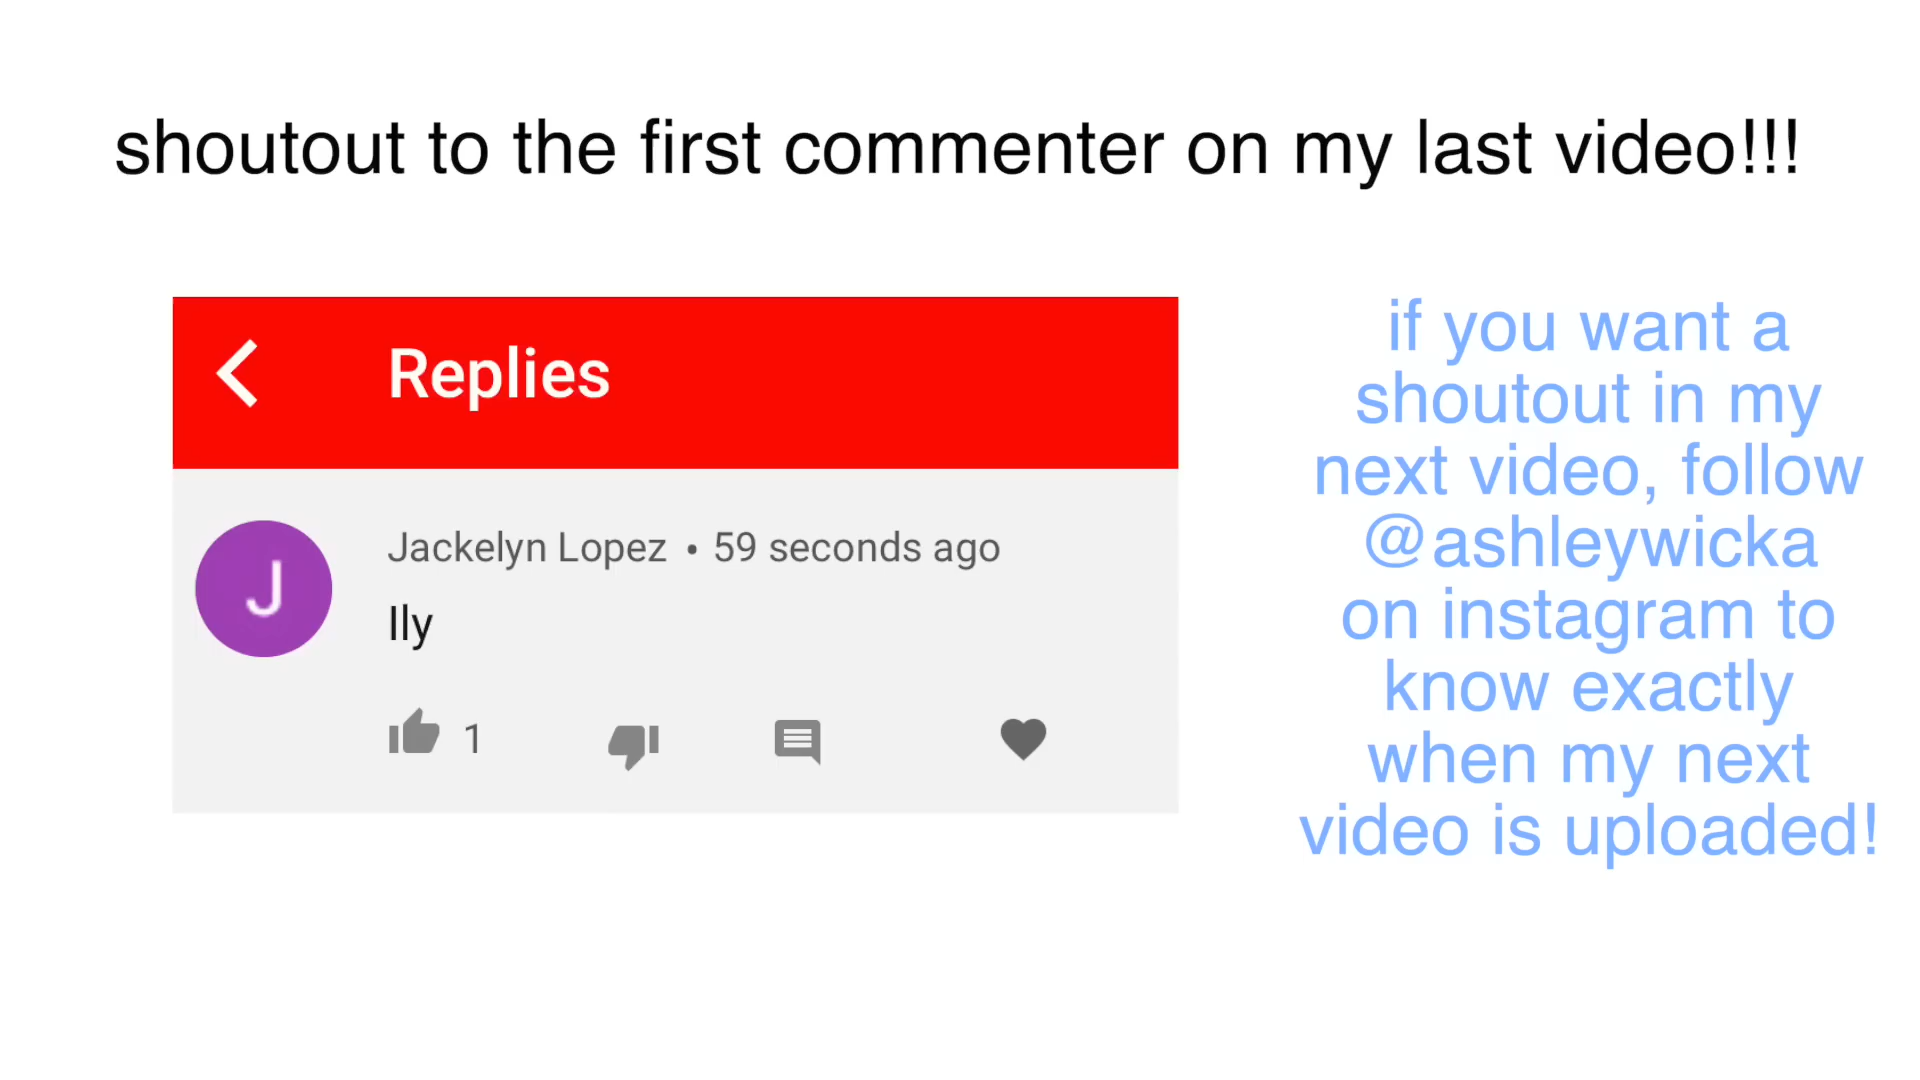 shoutout to the first commenter on my last video!!!
Replies
J
Jackelyn Lopez • 59 seconds ago
Ily
1
if you want a
shoutout in my
next video, follow
@ashleywicka
on instagram to
know exactly
when my next
video is uploaded!